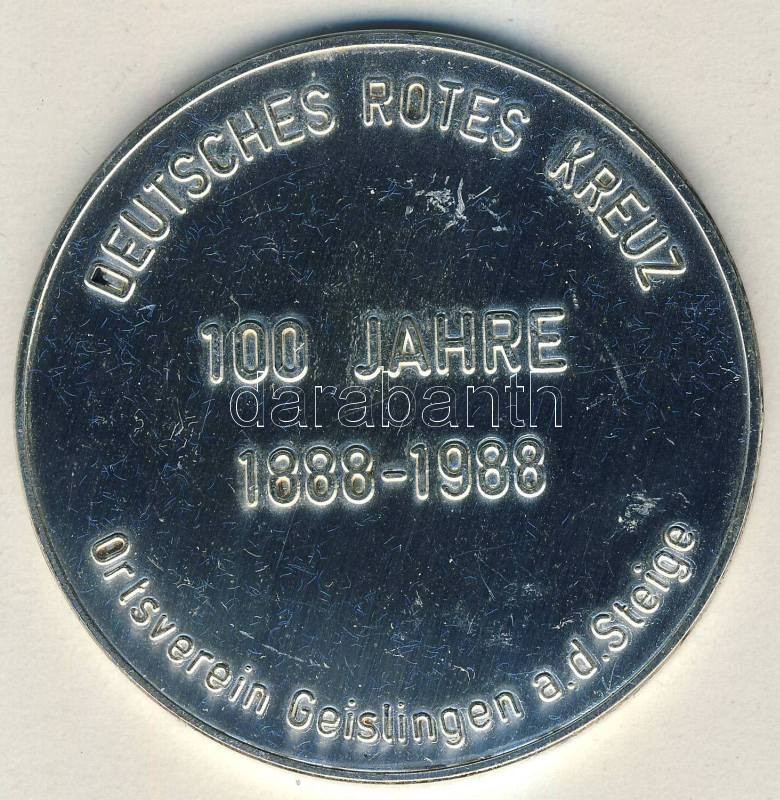 DEUTSCHES ROTES KREUZ
100 JAHRE
darabanth
1888-1988
Ortsverein Geislingen a.d. Steige